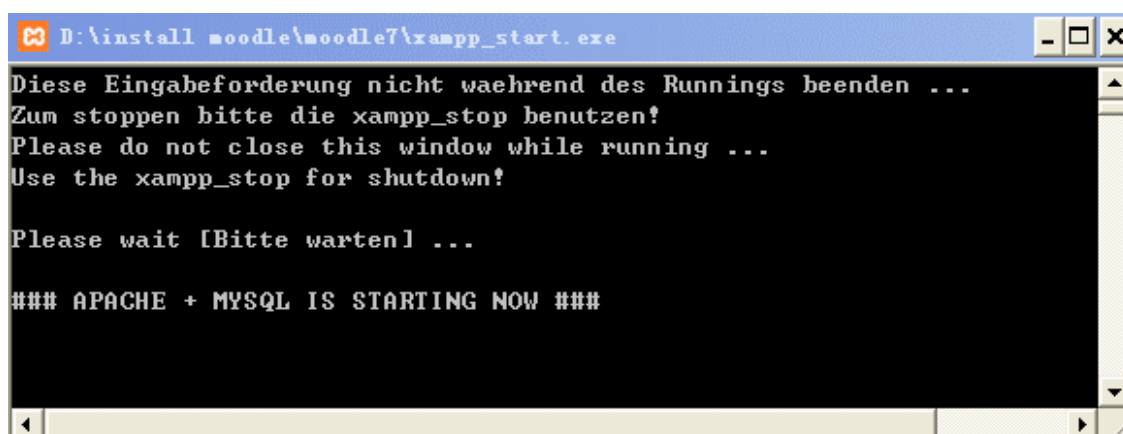 D:\install moodle\moodle7\xampp_start.exe
Diese Eingabeforderung nicht waehrend des Runnings beenden ...
Zum stoppen bitte die xampp_stop benutzen!
Please do not close this window while running ...
Use the xampp_stop for shutdown!
Please wait [Bitte warten] ...
### APACHE + MYSQL IS STARTING NOW ###